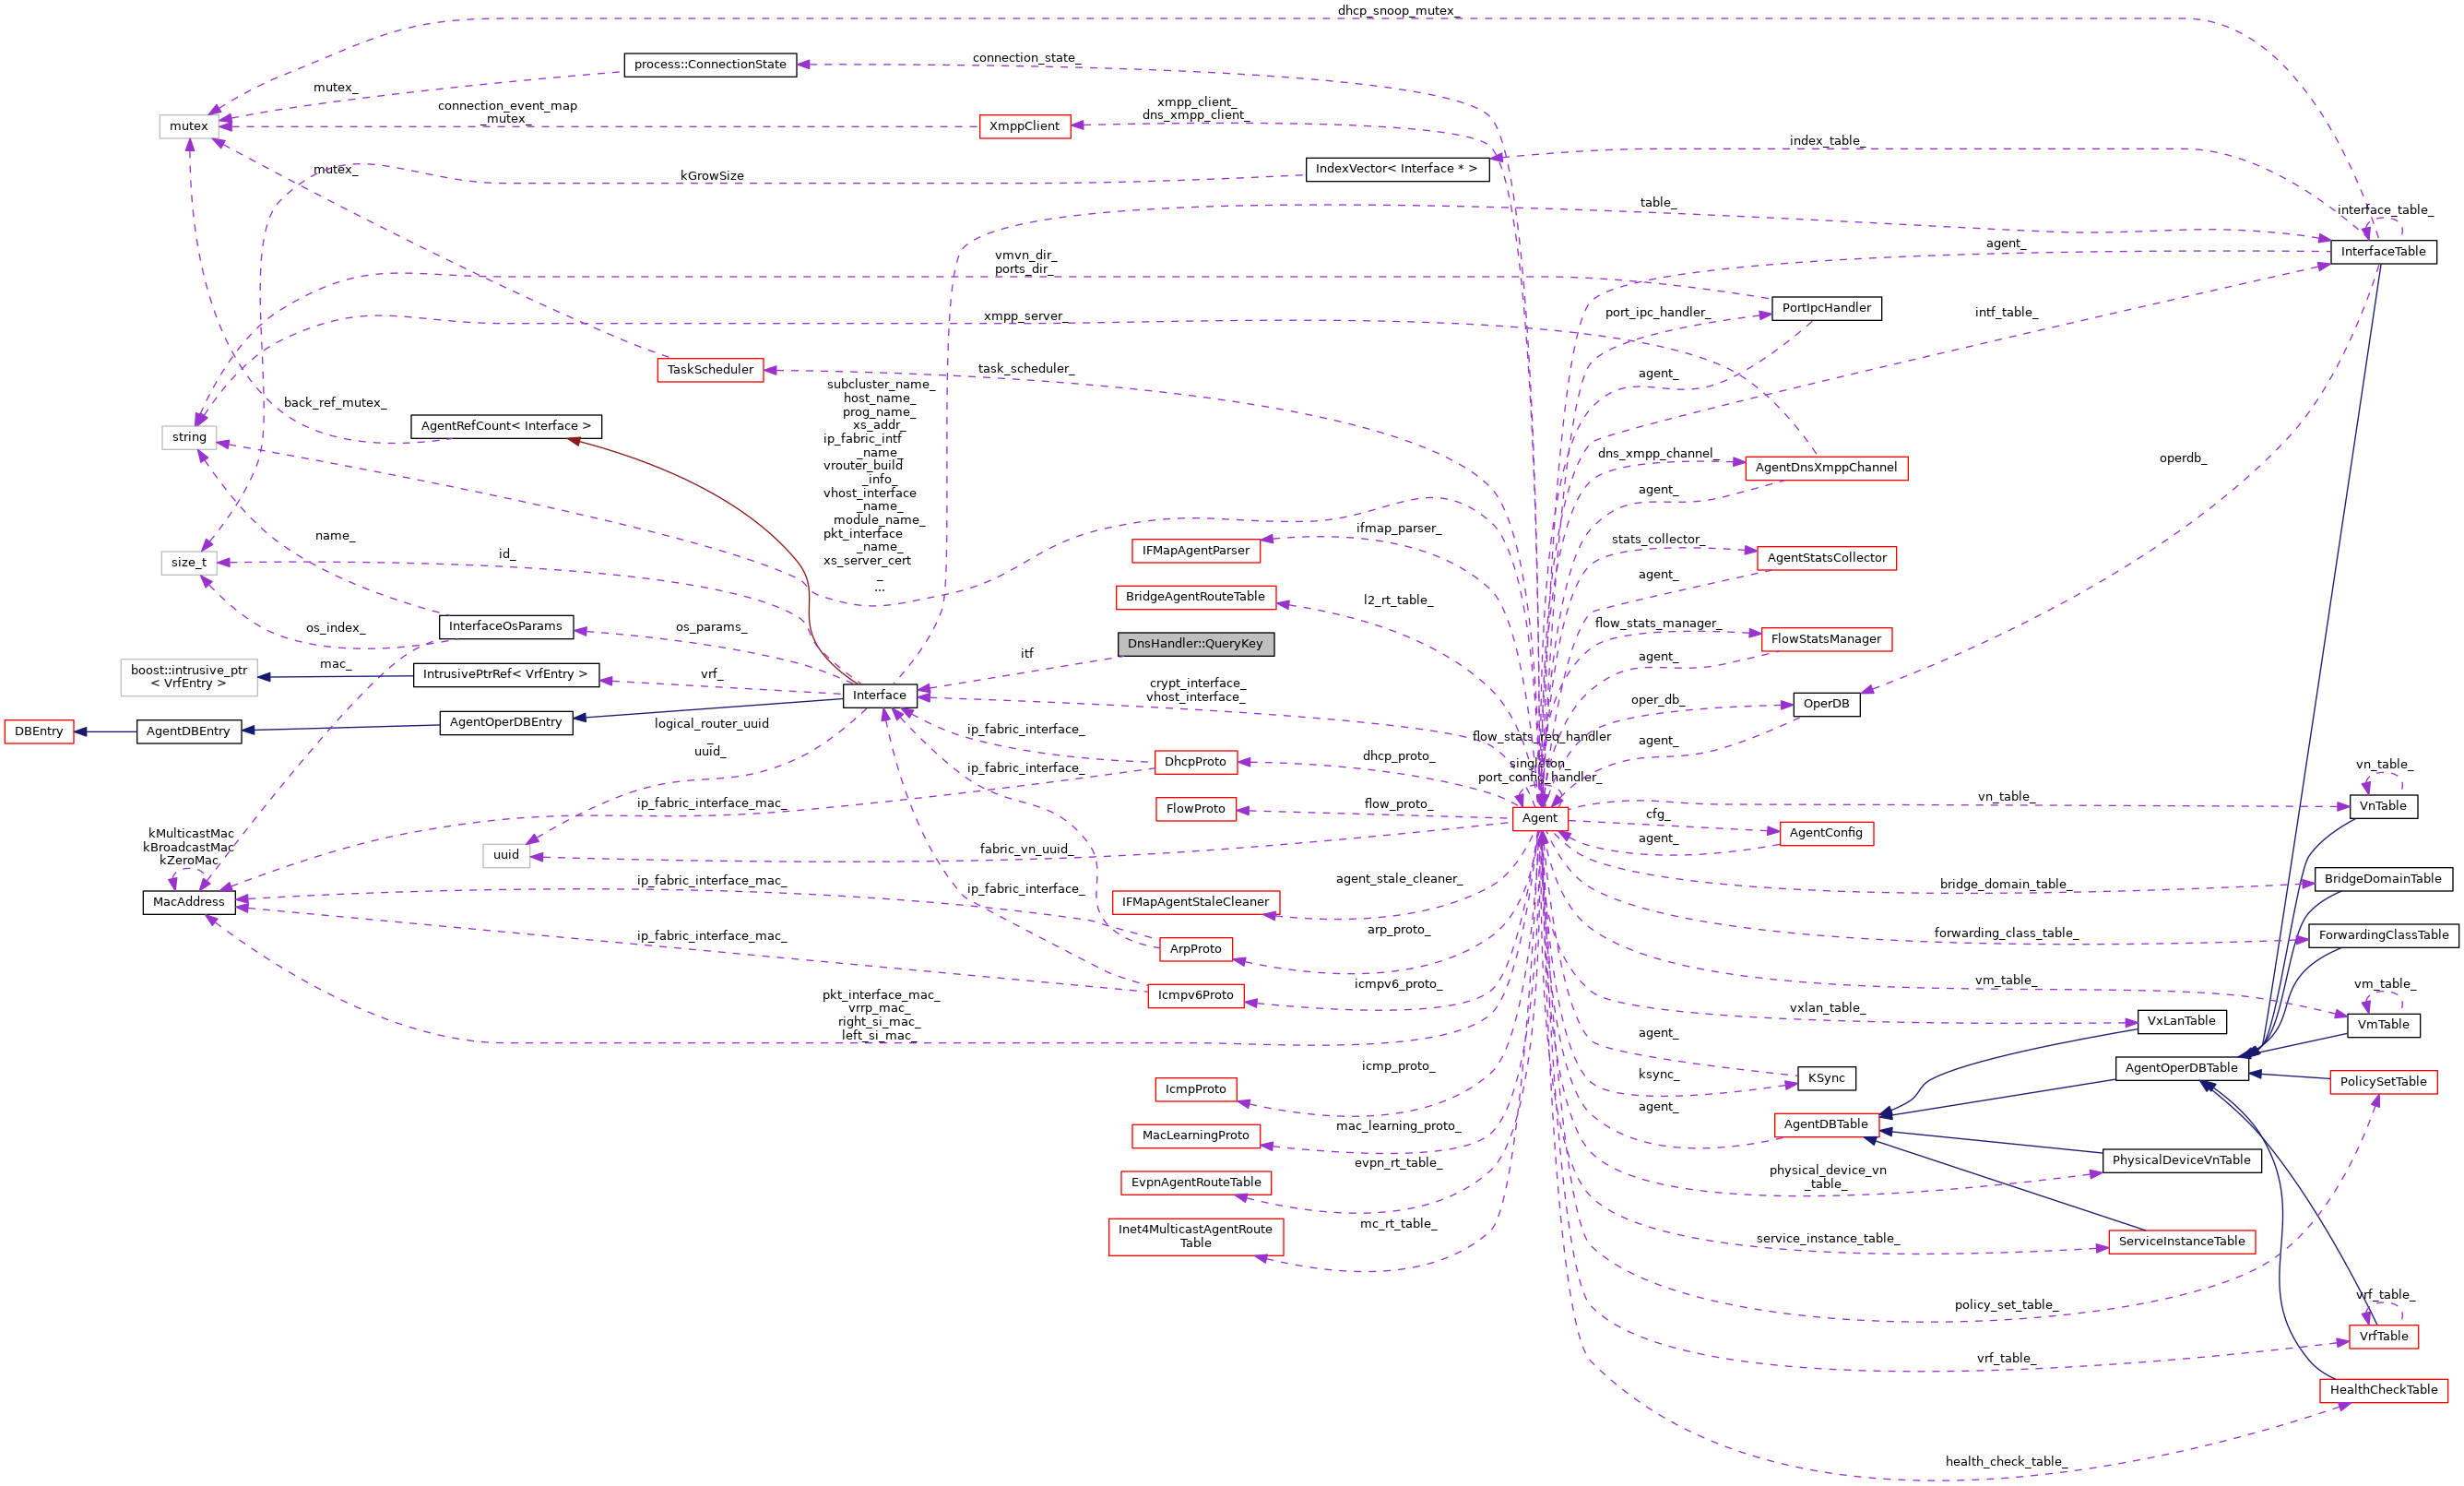 dhcp_snoop_mutex_
process::ConnectionState
connection_state_
mutex_
connection_event_map
_mutex_
xmpp_client_
dns_xmpp_client_
mutex
XmppClient
index_table_
mutex_
kGrowSize
IndexVector< Interface * >
table_
interface_table_
agent_
InterfaceTable
vmvn_dir_
ports_dir_
PortIpcHandler
port_ipc_handler_
intf_table_
xmpp_server_
TaskScheduler
task_scheduler_
agent_
subcluster_name_
host_name_
prog_name_
xs_addr_
ip_fabric_intf
_name_
vrouter_build
_info_
vhost_interface
_name_
module_name_
pkt_interface
_name_
xs_server_cert
_
...
back_ref_mutex_
AgentRefCount< Interface >
string
dns_xmpp_channel_
AgentDnsXmppChannel
operdb_
agent_
name_
id_
size_t
ifmap_parser_
IFMapAgentParser
stats_collector_
AgentStatsCollector
agent_
BridgeAgentRouteTable
l2_rt_table_
InterfaceOsParams
os_index_
os_params_
DnsHandler::QueryKey
itf
flow_stats_manager_
FlowStatsManager
agent_
boost::intrusive_ptr
< VrfEntry >
mac_
IntrusivePtrRef< VrfEntry >
vrf_
Interface
crypt_interface_
vhost_interface_
oper_db_
OperDB
DBEntry
AgentDBEntry
AgentOperDBEntry
logical_router_uuid
_
uuid_
ip_fabric_interface_
flow_stats_req_handler
agent_
DhcpProto
dhcp_proto_
singleton_
port_config_handler_
vn_table_
ip_fabric_interface_
ip_fabric_interface_mac_
FlowProto
flow_proto_
Agent
vn_table_
VnTable
cfg_
AgentConfig
agent_
kMulticastMac
kBroadcastMac
kZeroMac
uuid
fabric_vn_uuid_
ip_fabric_interface_mac_
ip_fabric_interface_
agent_stale_cleaner_
bridge_domain_table_
BridgeDomainTable
MacAddress
IFMapAgentStaleCleaner
ip_fabric_interface_mac_
ArpProto
arp_proto_
forwarding_class_table_
ForwardingClassTable
Icmpv6Proto
icmpv6_proto_
vm_table_
vm_table_
pkt_interface_mac_
vrrp_mac_
right_si_mac_
left_si_mac_
vxlan_table_
VxLanTable
VmTable
agent_
IcmpProto
icmp_proto_
ksync_
KSync
AgentOperDBTable
PolicySetTable
agent_
MacLearningProto
mac_learning_proto_
AgentDBTable
EvpnAgentRouteTable
evpn_rt_table_
physical_device_vn
_table_
PhysicalDeviceVnTable
Inet4MulticastAgentRoute
Table
mc_rt_table_
service_instance_table_
ServiceInstanceTable
policy_set_table_
vrf_table_
VrfTable
vrf_table_
HealthCheckTable
health_check_table_